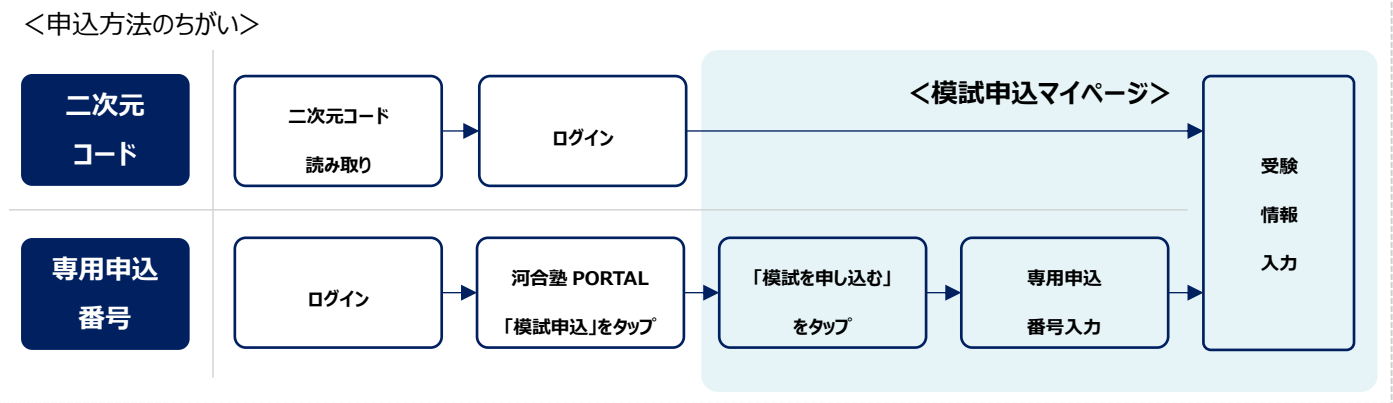 ＜申込方法のちがい＞
＜模試申込マイページ＞
二次元
コード
二次元コード
読み取り
ログイン
受験
情報
入力
専用申込
番号
ログイン
河合塾 PORTAL
「模試申込」をタップ
「模試を申し込む」
をタップ
専用申込
番号入力